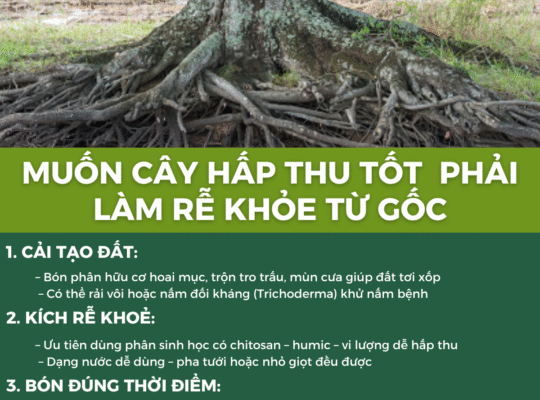 MUỐN CÂY HẤP THU TỐT PHẢI
LÀM RỄ KHỎE TỪ GỐC
1. CẢI TẠO ĐẤT:
– Bón phân hữu cơ hoai mục, trộn tro trấu, mùn cưa giúp đất tơi xốp
– Có thể rải vôi hoặc nấm đối kháng (Trichoderma) khử nấm bệnh
2. KÍCH RỄ KHOẺ:
– Ưu tiên dùng phân sinh học có chitosan – humic – vi lượng dễ hấp thu
– Dạng nước dễ dùng – pha tưới hoặc nhỏ giọt đều được
3. BÓN ĐÚNG THỜI ĐIỂM: